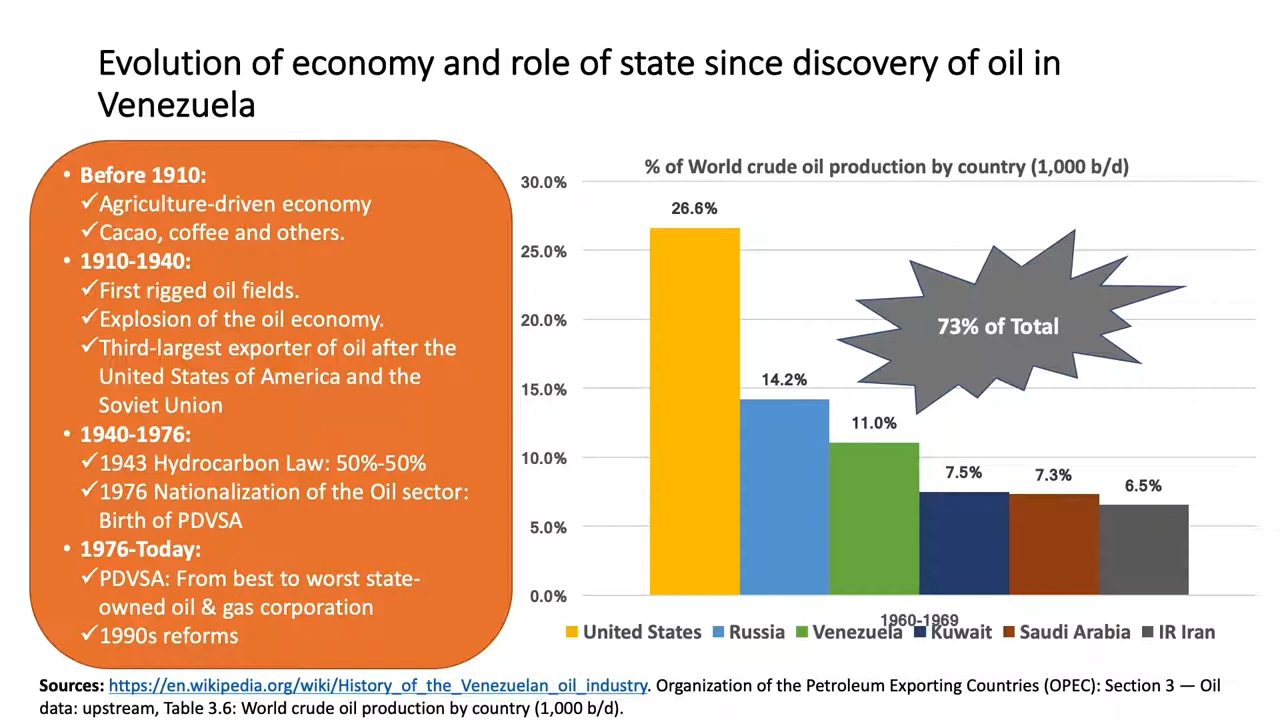 Evolution of economy and role of state since discovery of oil in
Venezuela
• Before 1910:
✓Agriculture-driven economy
✓Cacao, coffee and others.
• 1910-1940:
✓First rigged oil fields.
✓Explosion of the oil economy.
✓Third-largest exporter of oil after the
United States of America and the
Soviet Union
• 1940-1976:
✓1943 Hydrocarbon Law: 50%-50%
✓1976 Nationalization of the Oil sector:
Birth of PDVSA
• 1976-Today:
✓PDVSA: From best to worst state-
owned oil & gas corporation
✓1990s reforms
% of World crude oil production by country (1,000 b/d)
30.0%
25.0%
20.0%
15.0%
10.0%
5.0%
0.0%
26.6%
14.2%
11.0%
7.5%
7.3%
6.5%
73% of Total
1960-1969
United States Russia Venezuela Kuwait Saudi Arabia IR Iran
Sources: https://en.wikipedia.org/wiki/History_of_the_Venezuelan_oil_industry. Organization of the Petroleum Exporting Countries (OPEC): Section 3 — Oil
data: upstream, Table 3.6: World crude oil production by country (1,000 b/d).